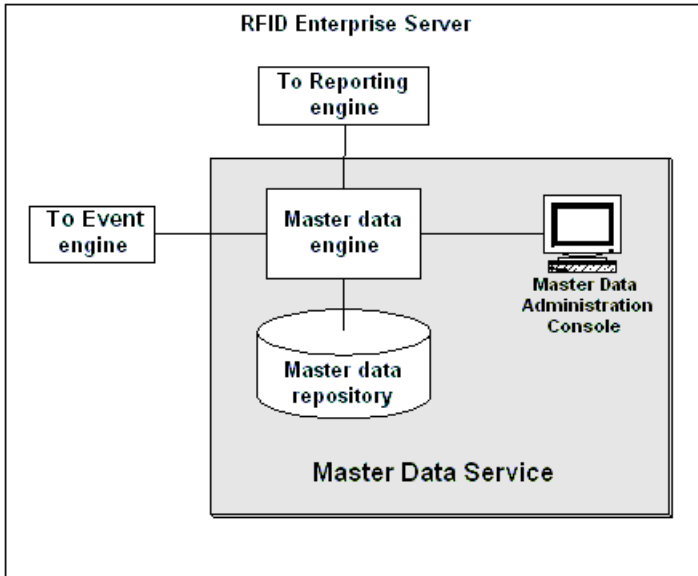 RFID Enterprise Server
To Reporting
engine
To Event
engine
Master data
engine
Master Data
Administration
Console
Master data
repository
Master Data Service